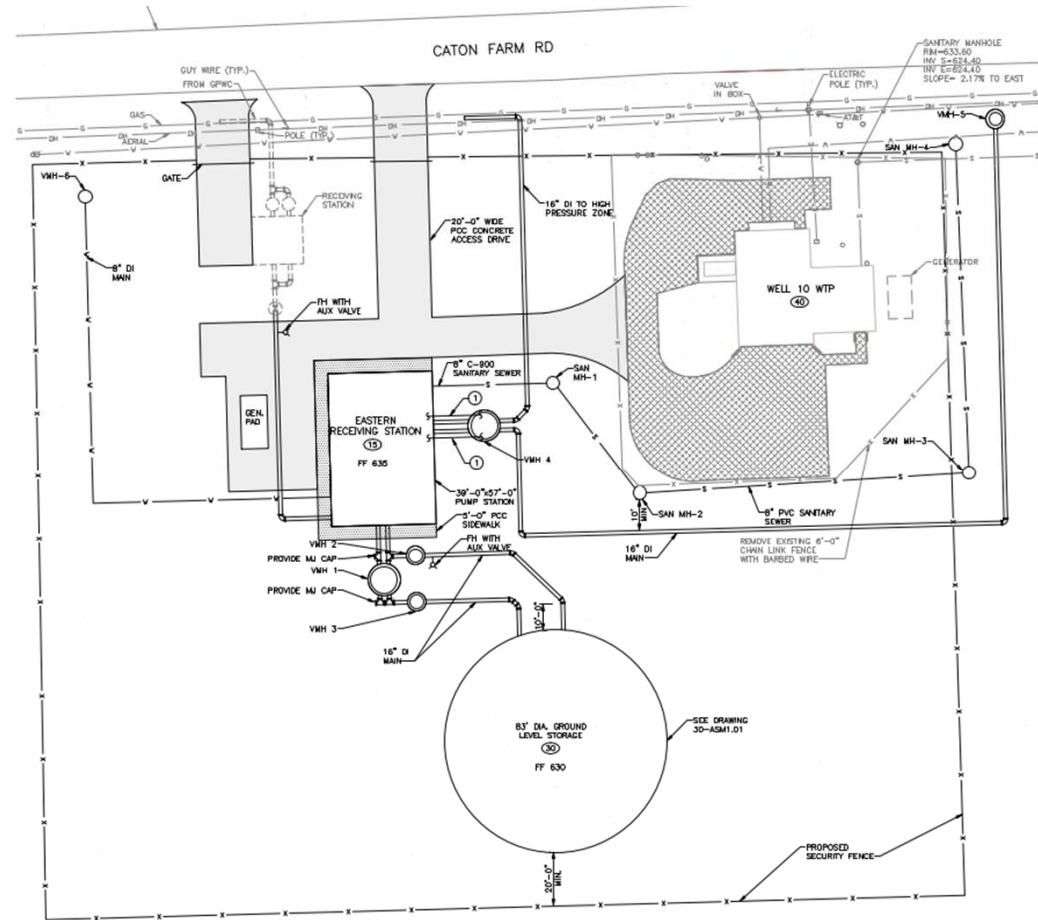 CATON FARM RD
SANITARY MANHOLE
RIM=633.60
INV S=624.40
INV E=624.40
SLOPE= 2.17% TO EAST
GUY WIRE (TYP.)
FROM GPWC
ELECTRIC
POLE (TYP.)
VALVE
IN BOX
GAS
AERIAL
POLE (TYP.)
AT&T
VMH-5
SAN MH-4
VMH-6
GATE
RECEIVING
STATION
16" DI TO HIGH
PRESSURE ZONE
20'-0" WIDE
PCC CONCRETE
ACCESS DRIVE
8" DI
MAIN
GENERATOR
WELL 10 WTP
40
FH WITH
AUX VALVE
8" C-900
SANITARY SEWER
SAN
MH-1
GEN.
PAD
EASTERN
RECEIVING STATION
15
FF 635
1
1
VMH 4
SAN MH-3
39'-0"x57'-0"
PUMP STATION
SAN MH-2
8" PVC SANITARY
SEWER
10'
MIN
5'-0" PCC
SIDEWALK
VMH 2
FH WITH
AUX VALVE
16" DI
MAIN
REMOVE EXISTING 6'-0"
CHAIN LINK FENCE
WITH BARBED WIRE
PROVIDE MJ CAP
VMH 1
PROVIDE MJ CAP
VMH 3
10'-0"
16" DI
MAIN
83' DIA. GROUND
LEVEL STORAGE
30
FF 630
SEE DRAWING
3D-ASM1.01
PROPOSED
SECURITY FENCE
20'-0"
MIN.